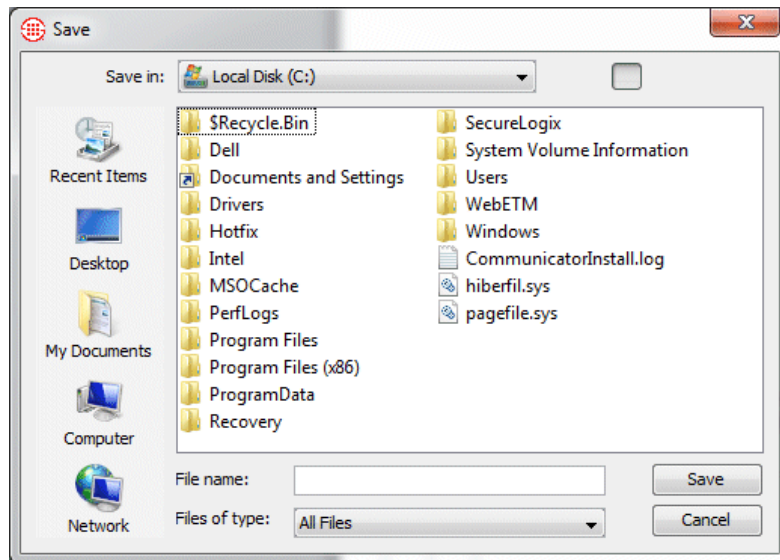 Save
Save in: Local Disk (C:)
Recent Items
Desktop
My Documents
Computer
Network
$Recycle.Bin
Dell
Documents and Settings
Drivers
Hotfix
Intel
MSOCache
PerfLogs
Program Files
Program Files (x86)
ProgramData
Recovery
SecureLogix
System Volume Information
Users
WebETM
Windows
CommunicatorInstall.log
hiberfil.sys
pagefile.sys
File name:
Save
Files of type: All Files
Cancel